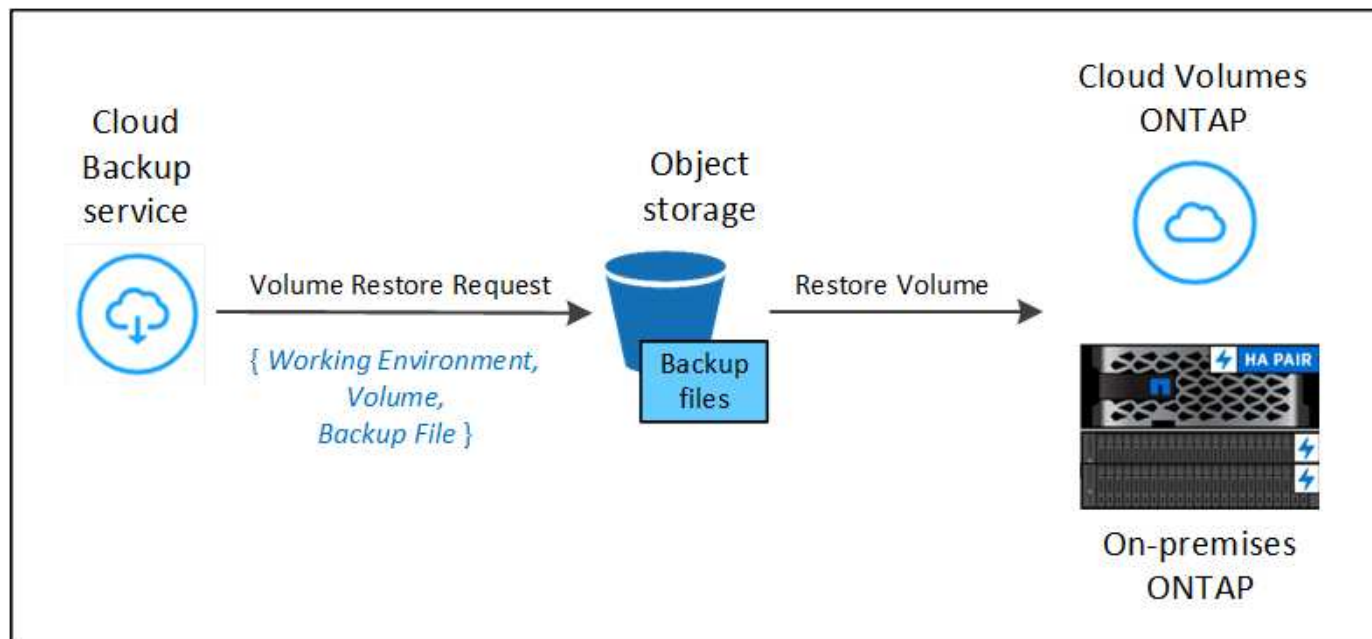 Cloud
Backup
service
Volume Restore Request
{ Working Environment,
Volume,
Backup File }
Object
storage
Backup
files
Restore Volume
Cloud Volumes
ONTAP
HA PAIR
On-premises
ONTAP